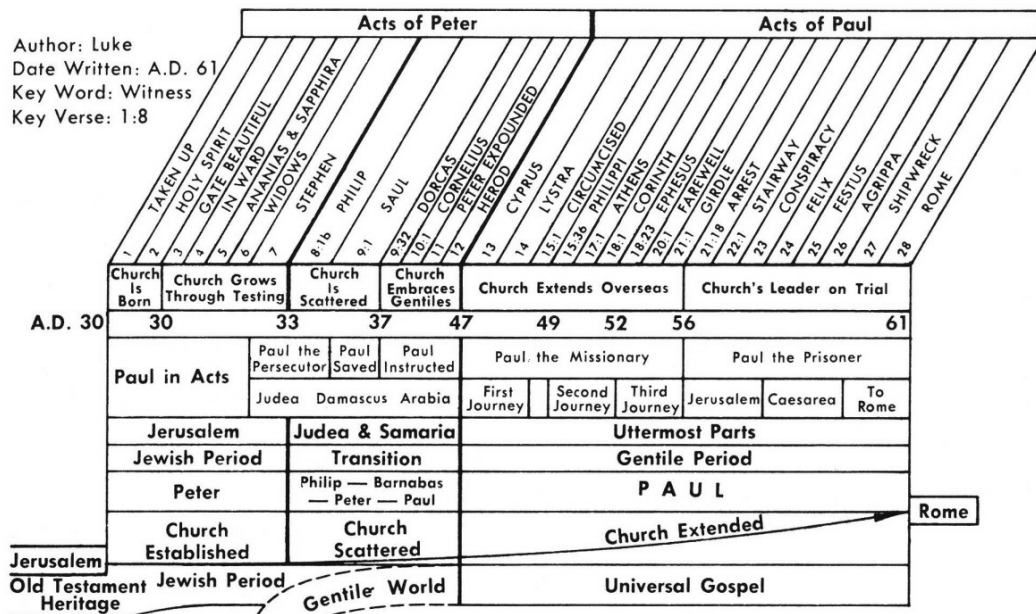 Acts of Peter
Acts of Paul
Author: Luke
Date Written: A.D. 61
Key Word: Witness
Key Verse: 1:8
TAKEN UP
HOLY SPIRIT
GATE BEAUTIFUL
IN WARD
ANANIAS & SAPPHIRA
WIDOWS
STEPHEN
PHILIP
SAUL
DORCAS
CORNELIUS
PETER EXPOUNDED
HEROD
CYPRUS
LYSTRA
CIRCUMCISED
PHILIPPI
ATHENS
CORINTH
EPHESUS
FAREWELL
GIRDLE
ARREST
STAIRWAY
CONSPIRACY
FELIX
FESTUS
AGRIPPA
SHIPWRECK
ROME
1 2 3 4 5 6 7 8:1b 9:1 9:32 10:1 11 12 13 14 15:1 15:36 17:1 18:1 18:23 20:1 21:1 21:18 22:1 23 24 25 26 27 28
Church Is Born
Church Grows Through Testing
Church Is Scattered
Church Embraces Gentiles
Church Extends Overseas
Church's Leader on Trial
A.D. 30 30 33 37 47 49 52 56 61
Paul in Acts
Paul the Persecutor
Paul Saved
Paul Instructed
Paul the Missionary
Paul the Prisoner
Judea Damascus Arabia
First Journey
Second Journey
Third Journey
Jerusalem
Caesarea
To Rome
Jerusalem
Judea & Samaria
Uttermost Parts
Jewish Period
Transition
Gentile Period
Peter
Philip — Barnabas
— Peter — Paul
PAUL
Church Established
Church Scattered
Church Extended
Rome
Jerusalem
Old Testament Heritage
Jewish Period
Gentile World
Universal Gospel